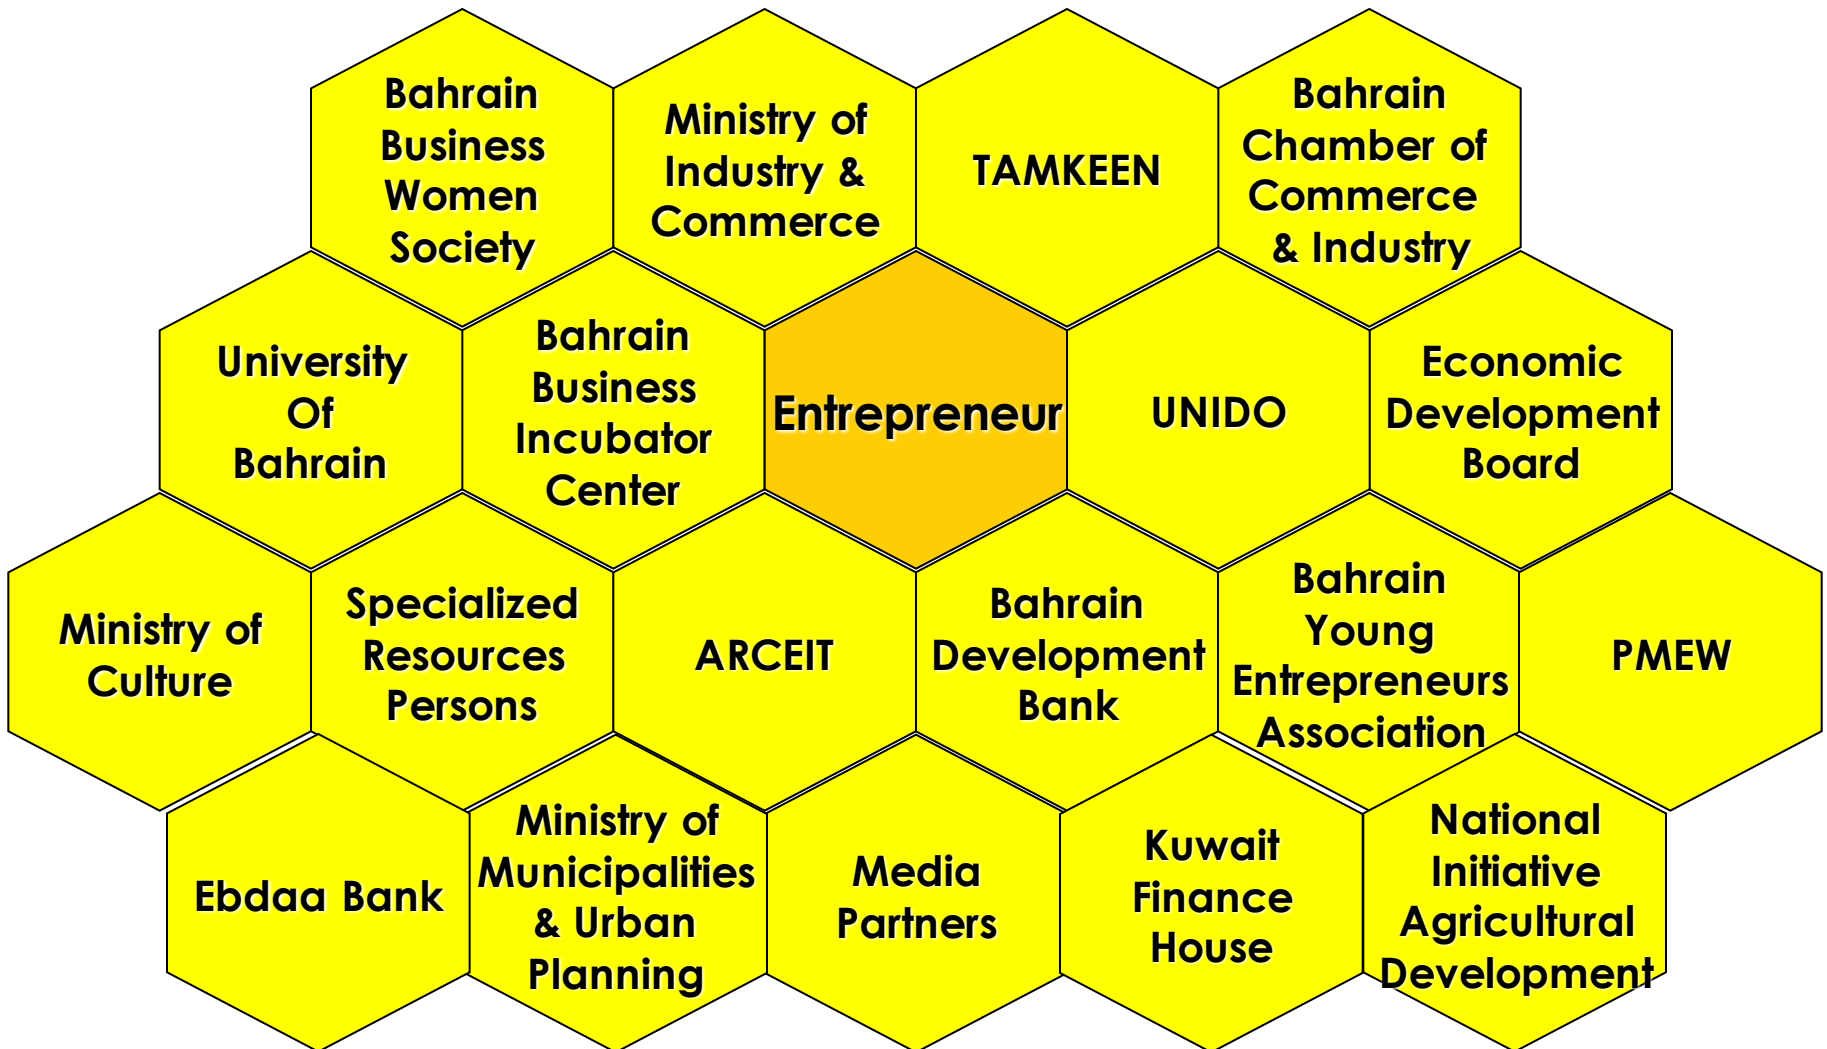 Bahrain
Business
Women
Society
Ministry of
Industry &
Commerce
TAMKEEN
Bahrain
Chamber of
Commerce
& Industry
University
Of
Bahrain
Bahrain
Business
Incubator
Center
Entrepreneur
UNIDO
Economic
Development
Board
Ministry of
Culture
Specialized
Resources
Persons
ARCEIT
Bahrain
Development
Bank
Bahrain
Young
Entrepreneurs
Association
PMEW
Ebdaa Bank
Ministry of
Municipalities
& Urban
Planning
Media
Partners
Kuwait
Finance
House
National
Initiative
Agricultural
Development